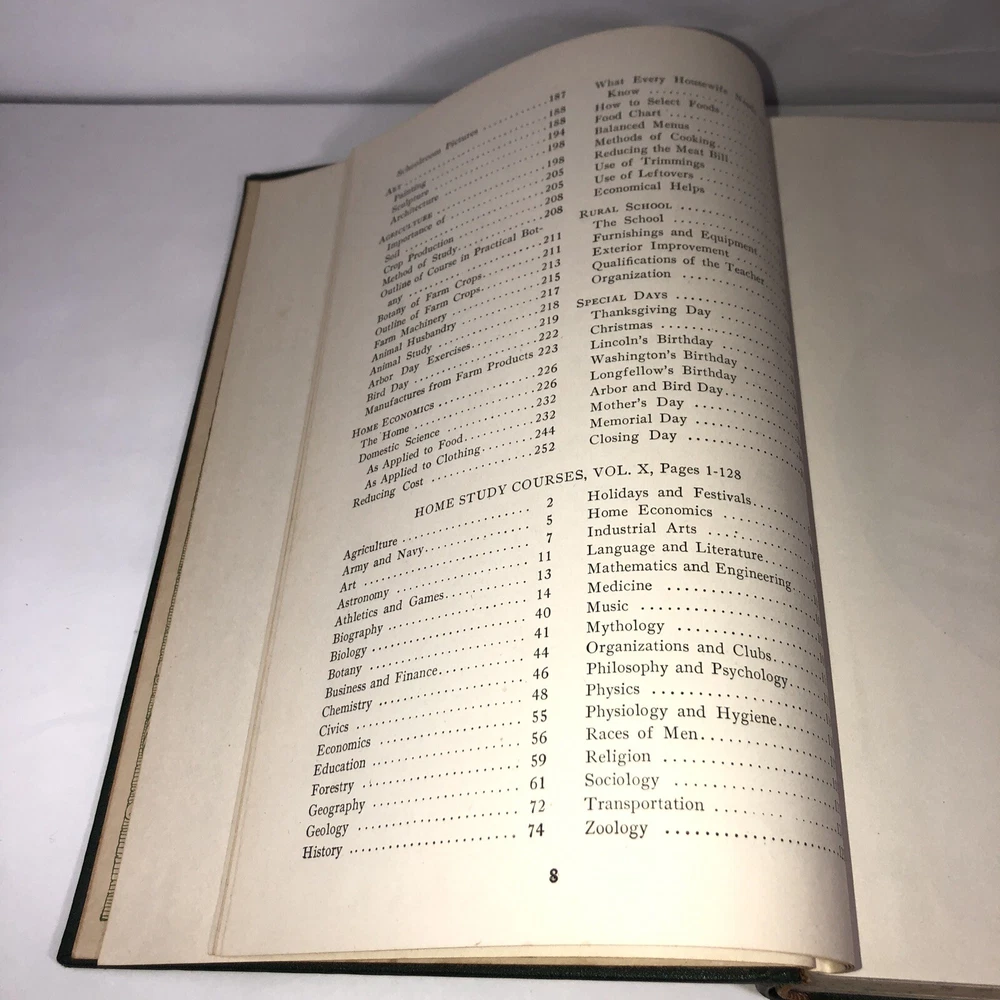 Schoolroom Pictures ..........187
ART ..........188
Painting ..........188
Sculpture ..........194
Architecture ..........198
AGRICULTURE ..........198
Importance of ..........205
Soil ..........205
Crop Production ..........208
Method of Study..........208
Outline of Course in Practical Bot-
any ..........211
Botany of Farm Crops..........211
Outline of Farm Crops..........213
Farm Machinery ..........215
Animal Husbandry ..........217
Animal Study ..........218
Arbor Day Exercises..........219
Bird Day ..........222
Manufactures from Farm Products 223
HOME ECONOMICS ..........226
The Home ..........226
Domestic Science ..........232
As Applied to Food..........232
As Applied to Clothing..........244
Reducing Cost ..........252
What Every Housewife
Know ..........
How to Select Foods..........
Food Chart ..........
Balanced Menus ..........
Methods of Cooking..........
Reducing the Meat Bill..........
Use of Trimmings ..........
Use of Leftovers ..........
Economical Helps ..........
RURAL SCHOOL ..........
The School ..........
Furnishings and Equipment
Exterior Improvement ..........
Qualifications of the Teacher
Organization ..........
SPECIAL DAYS ..........
Thanksgiving Day ..........
Christmas ..........
Lincoln's Birthday ..........
Washington's Birthday ..........
Longfellow's Birthday ..........
Arbor and Bird Day..........
Mother's Day ..........
Memorial Day ..........
Closing Day ..........
HOME STUDY COURSES, VOL. X, Pages 1-128
Agriculture .......... 2
Army and Navy.......... 5
Art .......... 7
Astronomy .......... 11
Athletics and Games.......... 13
Biography .......... 14
Biology .......... 40
Botany .......... 41
Business and Finance.......... 44
Chemistry .......... 46
Civics .......... 48
Economics .......... 55
Education .......... 56
Forestry .......... 59
Geography .......... 61
Geology .......... 72
History .......... 74
Holidays and Festivals..........
Home Economics ..........
Industrial Arts ..........
Language and Literature..........
Mathematics and Engineering..........
Medicine ..........
Music ..........
Mythology ..........
Organizations and Clubs..........
Philosophy and Psychology..........
Physics ..........
Physiology and Hygiene..........
Races of Men..........
Religion ..........
Sociology ..........
Transportation ..........
Zoology ..........
8